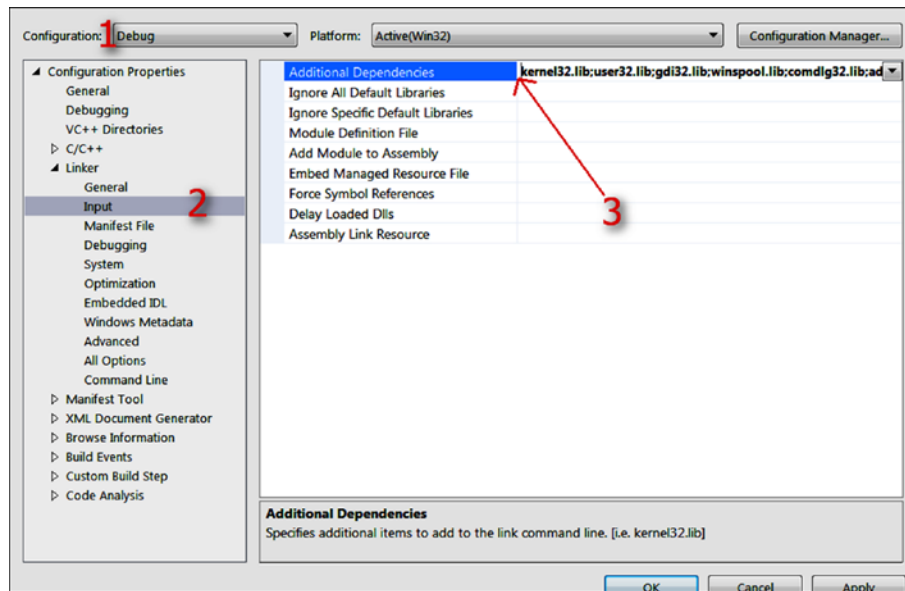 Configuration: 1 Debug Platform: Active(Win32) Configuration Manager...
Configuration Properties
General
Debugging
VC++ Directories
C/C++
Linker
General
Input 2
Manifest File
Debugging
System
Optimization
Embedded IDL
Windows Metadata
Advanced
All Options
Command Line
Manifest Tool
XML Document Generator
Browse Information
Build Events
Custom Build Step
Code Analysis
Additional Dependencies kernel32.lib;user32.lib;gdi32.lib;winspool.lib;comdlg32.lib;ad
Ignore All Default Libraries
Ignore Specific Default Libraries
Module Definition File
Add Module to Assembly
Embed Managed Resource File
Force Symbol References
Delay Loaded Dlls
3
Assembly Link Resource
Additional Dependencies
Specifies additional items to add to the link command line. [i.e. kernel32.lib]
OK Cancel Apply